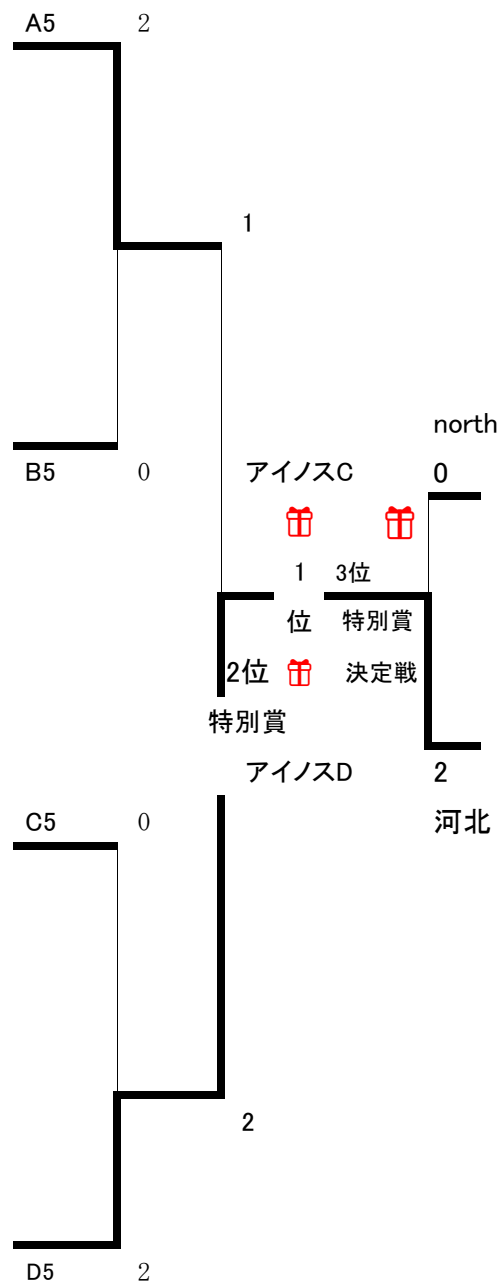 A5 2
1
north
B5 0 アイノスC 0
1 3位
位 特別賞
2位 決定戦
特別賞
アイノスD 2
C5 0 河北
2
D5 2